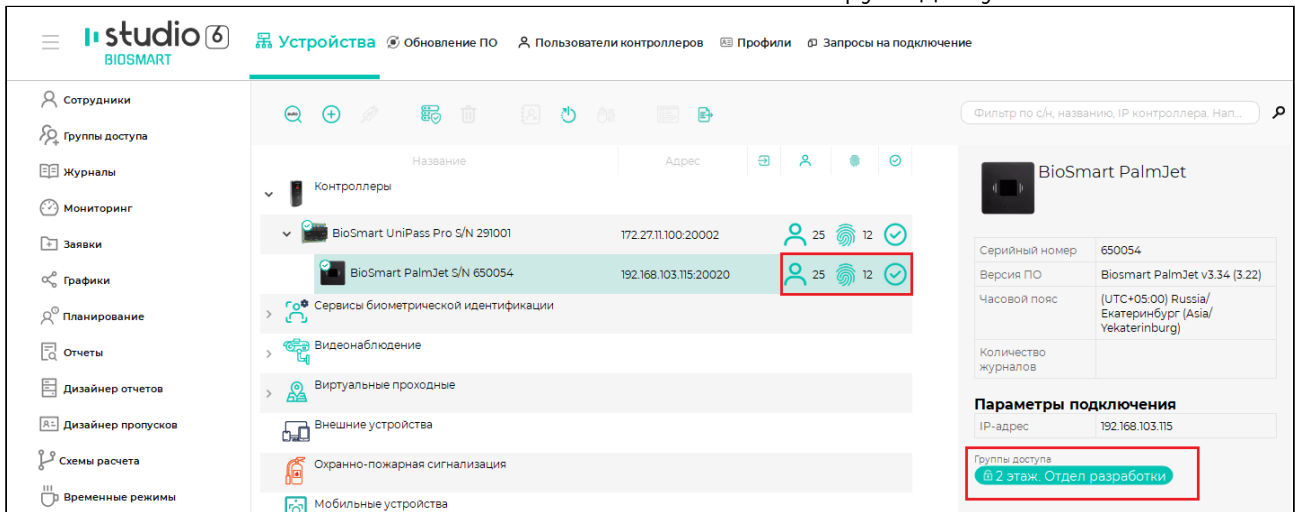 studio 6
BIOSMART
Устройства Обновление ПО Пользователи контроллеров Профили Запросы на подключение
Сотрудники
Группы доступа
Журналы
Мониторинг
Заявки
Графики
Планирование
Отчеты
Дизайнер отчетов
Дизайнер пропусков
Схемы расчета
Временные режимы
Фильтр по с/н, названию, IP контроллера. Нап...
Название Адрес
Контроллеры
BioSmart UniPass Pro S/N 291001 172.27.11.100:20002 25 12
BioSmart PalmJet S/N 650054 192.168.103.115:20020 25 12
Сервисы биометрической идентификации
Видеонаблюдение
Виртуальные проходные
Внешние устройства
Охранно-пожарная сигнализация
Мобильные устройства
BioSmart PalmJet
Серийный номер 650054
Версия ПО Biosmart PalmJet v3.34 (3.22)
Часовой пояс (UTC+05:00) Russia/
Екатеринбург (Asia/
Yekaterinburg)
Количество
журналов
Параметры подключения
IP-адрес 192.168.103.115
Группы доступа
2 этаж. Отдел разработки